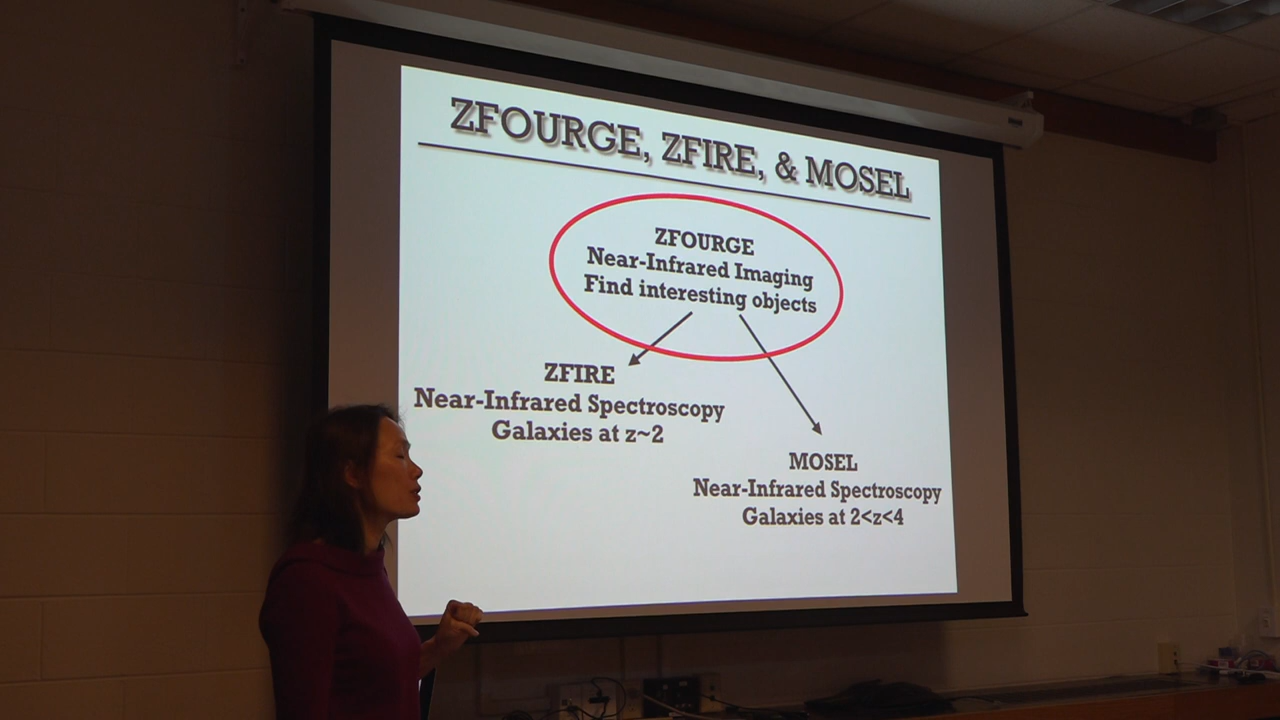 ZFOURGE, ZFIRE, & MOSEL
ZFOURGE
Near-Infrared Imaging
Find interesting objects
ZFIRE
Near-Infrared Spectroscopy
Galaxies at z~2
MOSEL
Near-Infrared Spectroscopy
Galaxies at 2<z<4